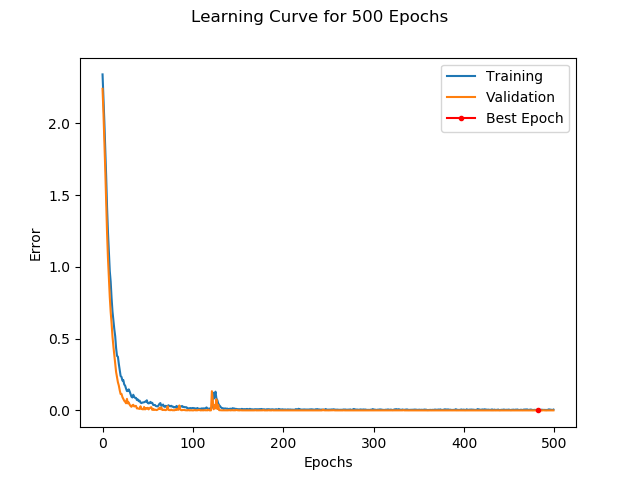 Learning Curve for 500 Epochs
Training
Validation
Best Epoch
Error
2.0
1.5
1.0
0.5
0.0
0 100 200 300 400 500
Epochs